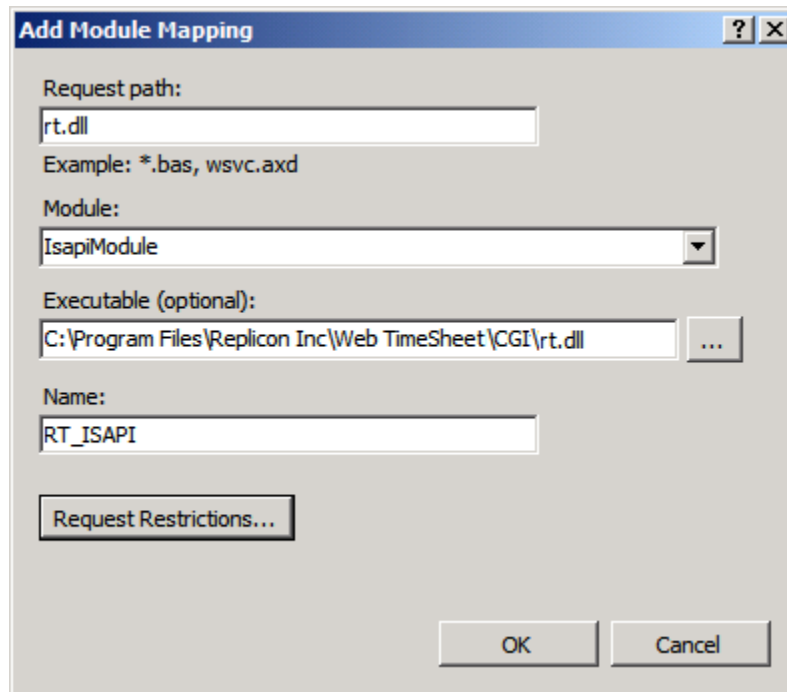 Add Module Mapping
Request path:
rt.dll
Example: *.bas, wsvc.axd
Module:
IsapiModule
Executable (optional):
C:\Program Files\Replicon Inc\Web TimeSheet\CGI\rt.dll
...
Name:
RT_ISAPI
Request Restrictions...
OK Cancel